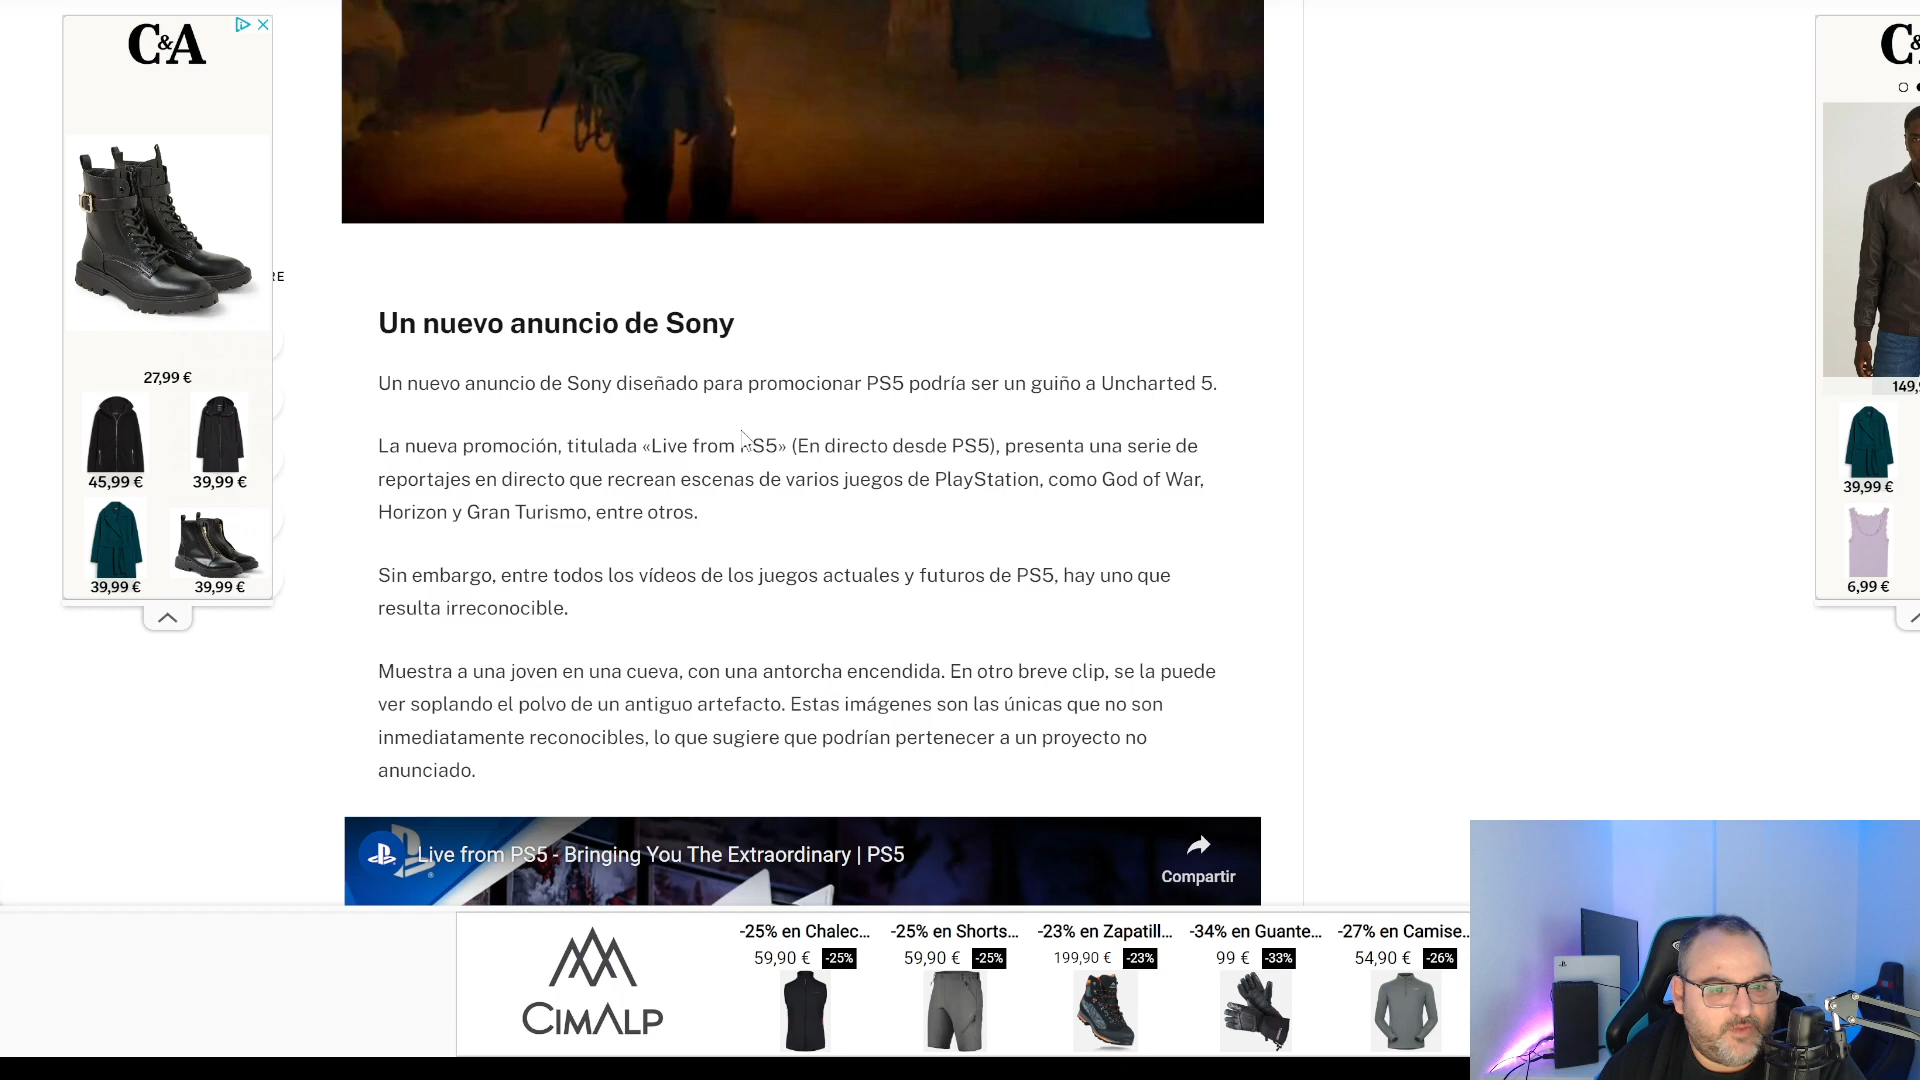 C&A
RE
27,99 €
45,99 €
39,99 €
39,99 €
39,99 €
Un nuevo anuncio de Sony
Un nuevo anuncio de Sony diseñado para promocionar PS5 podría ser un guiño a Uncharted 5.
La nueva promoción, titulada «Live from PS5» (En directo desde PS5), presenta una serie de
reportajes en directo que recrean escenas de varios juegos de PlayStation, como God of War,
Horizon y Gran Turismo, entre otros.
Sin embargo, entre todos los vídeos de los juegos actuales y futuros de PS5, hay uno que
resulta irreconocible.
Muestra a una joven en una cueva, con una antorcha encendida. En otro breve clip, se la puede
ver soplando el polvo de un antiguo artefacto. Estas imágenes son las únicas que no son
inmediatamente reconocibles, lo que sugiere que podrían pertenecer a un proyecto no
anunciado.
Live from PS5 - Bringing You The Extraordinary | PS5
Compartir
C&
149,
39,99 €
6,99 €
CIMALP
-25% en Chalec...
59,90 € -25%
-25% en Shorts...
59,90 € -25%
-23% en Zapatill...
199,90 € -23%
-34% en Guante...
99 € -33%
-27% en Camise...
54,90 € -26%